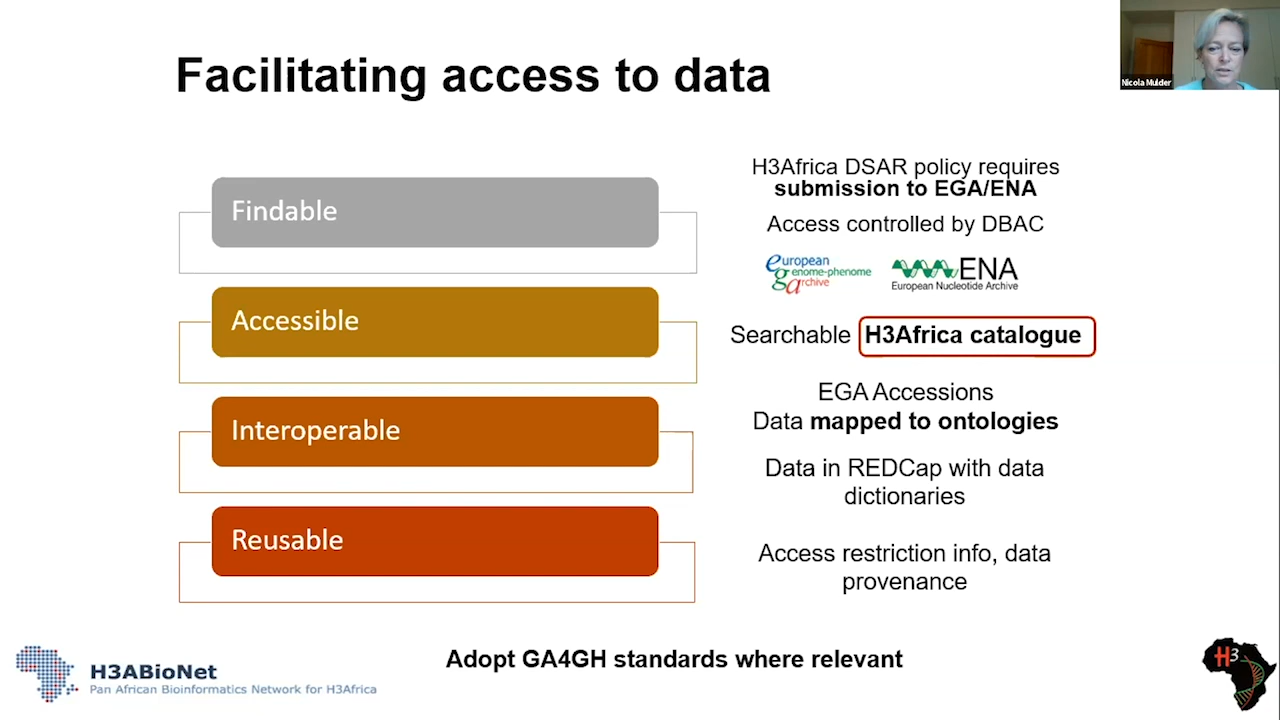 Facilitating access to data
Nicola Mulder
Findable
H3Africa DSAR policy requires
submission to EGA/ENA
Access controlled by DBAC
european
genome-phenome
archive
ENA
European Nucleotide Archive
Accessible
Searchable H3Africa catalogue
Interoperable
EGA Accessions
Data mapped to ontologies
Data in REDCap with data
dictionaries
Reusable
Access restriction info, data
provenance
Adopt GA4GH standards where relevant
H3ABioNet
Pan African Bioinformatics Network for H3Africa
H3